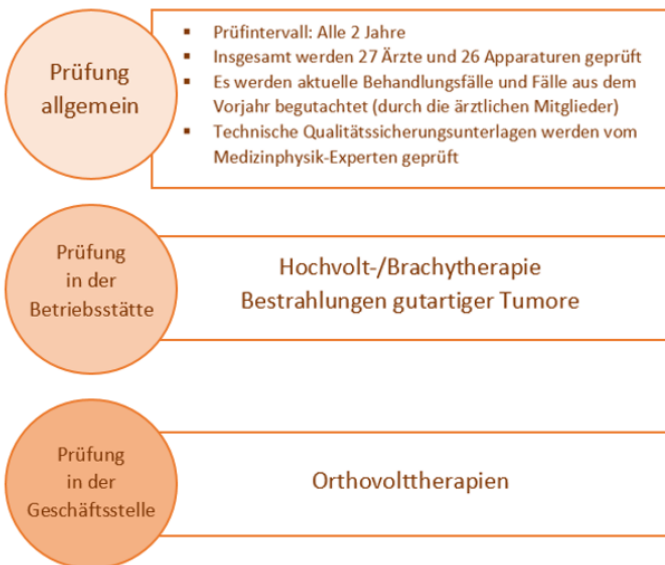 Prüfung
allgemein
▪ Prüfintervall: Alle 2 Jahre
▪ Insgesamt werden 27 Ärzte und 26 Apparaturen geprüft
▪ Es werden aktuelle Behandlungsfälle und Fälle aus dem
Vorjahr begutachtet (durch die ärztlichen Mitglieder)
▪ Technische Qualitätssicherungsunterlagen werden vom
Medizinphysik-Experten geprüft
Prüfung
in der
Betriebsstätte
Hochvolt-/Brachytherapie
Bestrahlungen gutartiger Tumore
Prüfung
in der
Geschäftsstelle
Orthovolttherapien